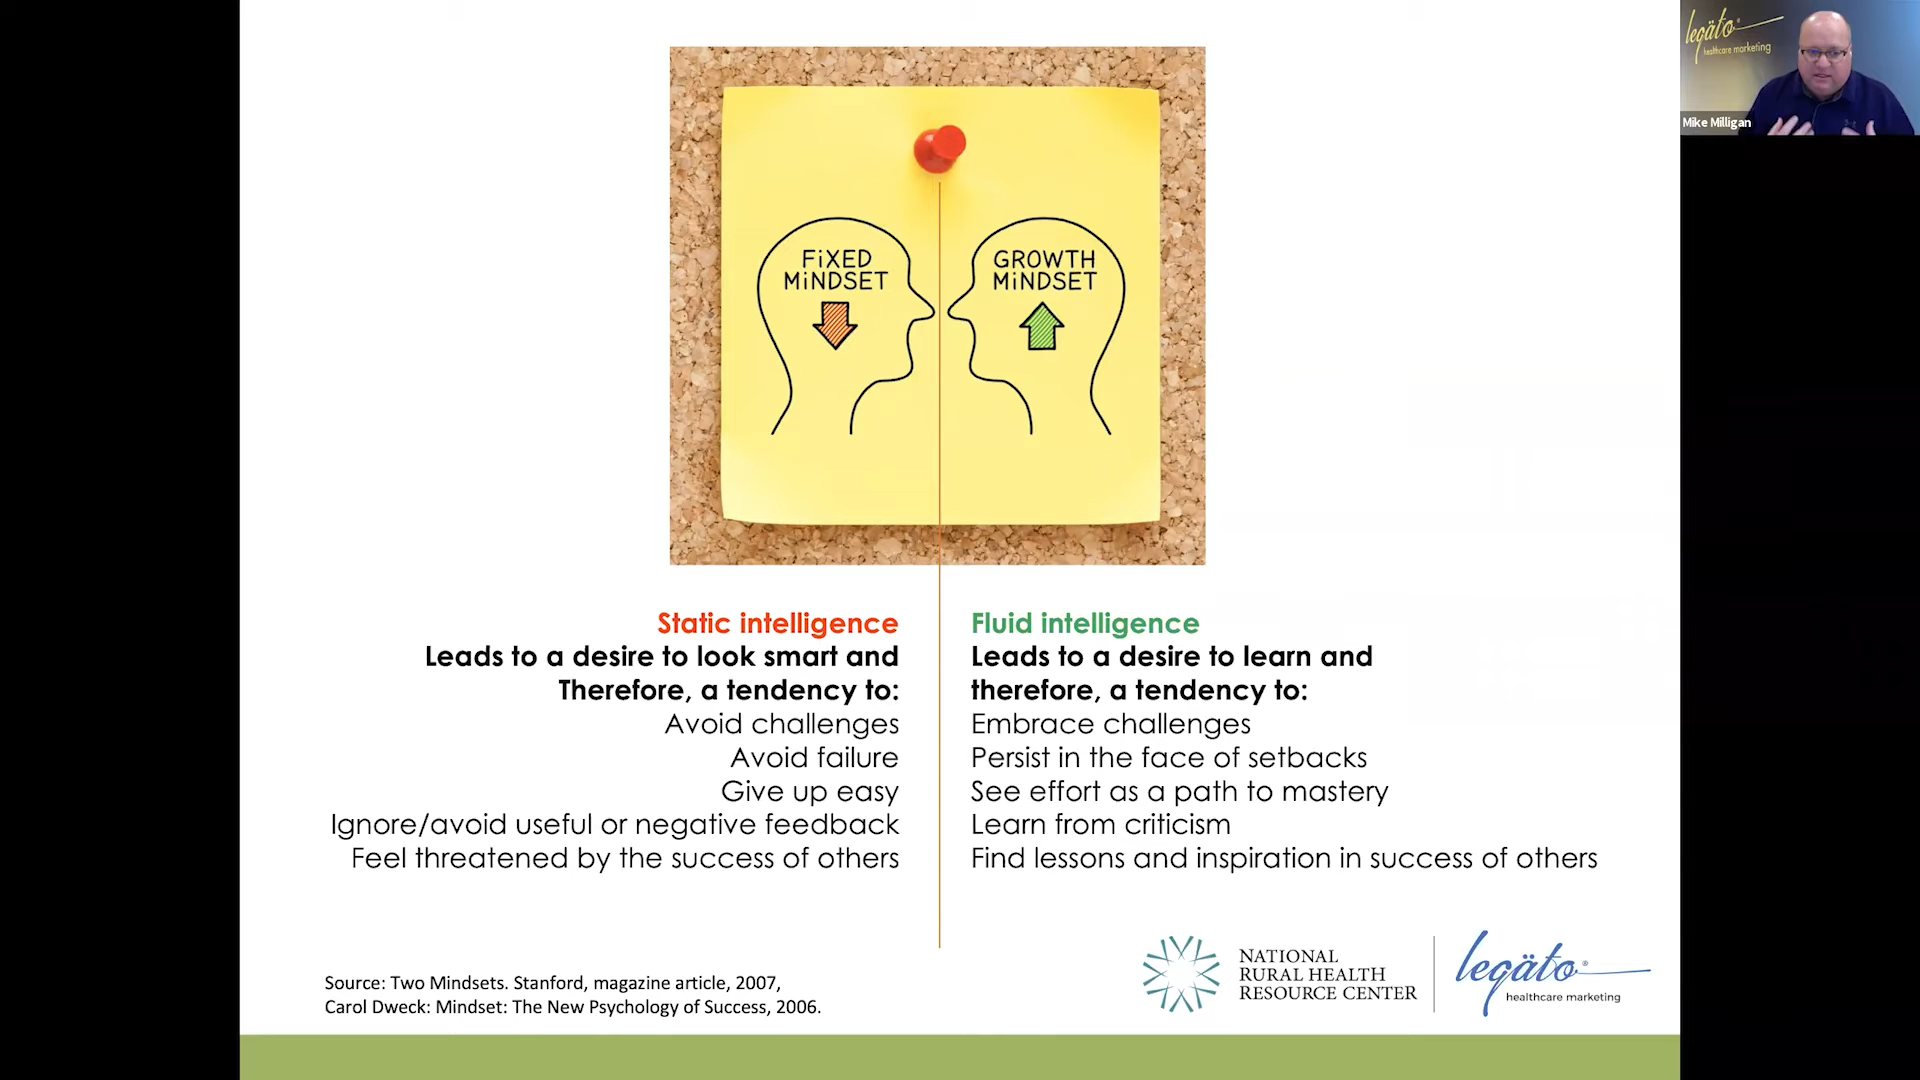 legäto®
healthcare marketing
Mike Milligan
FiXED
MiNDSET
GROWTH
MiNDSET
Static intelligence
Leads to a desire to look smart and
Therefore, a tendency to:
Avoid challenges
Avoid failure
Give up easy
Ignore/avoid useful or negative feedback
Feel threatened by the success of others
Fluid intelligence
Leads to a desire to learn and
therefore, a tendency to:
Embrace challenges
Persist in the face of setbacks
See effort as a path to mastery
Learn from criticism
Find lessons and inspiration in success of others
Source: Two Mindsets. Stanford, magazine article, 2007,
Carol Dweck: Mindset: The New Psychology of Success, 2006.
NATIONAL
RURAL HEALTH
RESOURCE CENTER
legäto®
healthcare marketing